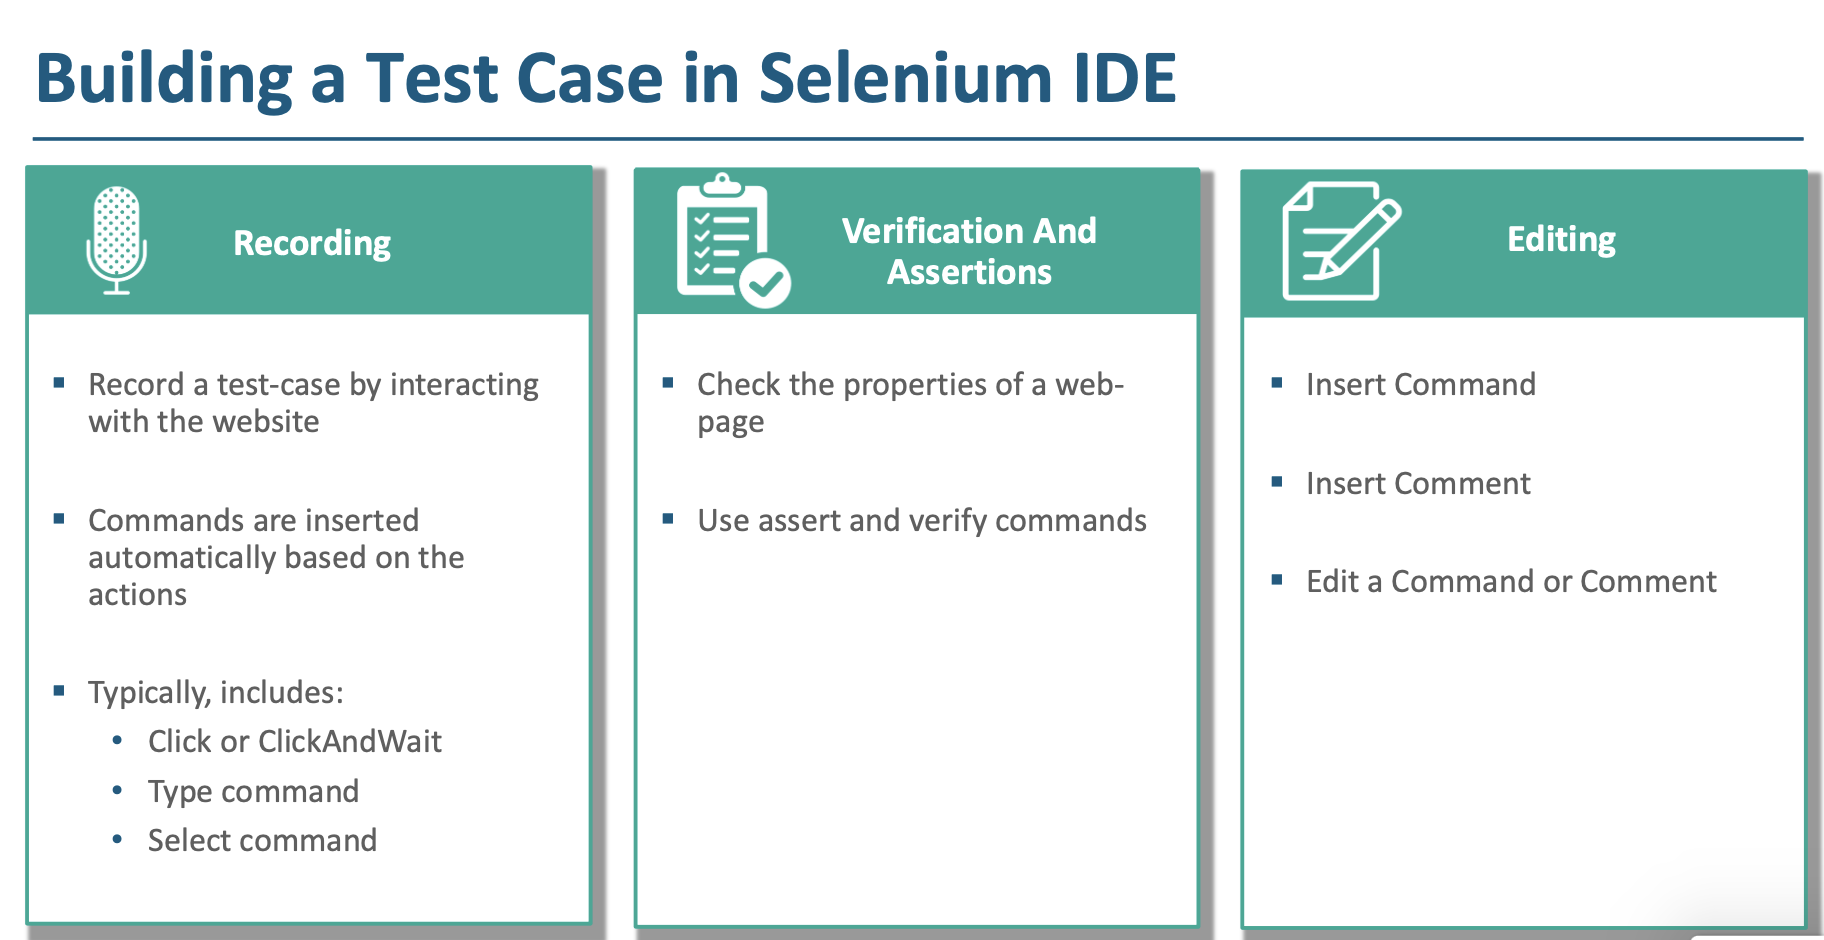 Building a Test Case in Selenium IDE
Recording
▪ Record a test-case by interacting
with the website
▪ Commands are inserted
automatically based on the
actions
▪ Typically, includes:
• Click or ClickAndWait
• Type command
• Select command
Verification And
Assertions
▪ Check the properties of a web-
page
▪ Use assert and verify commands
Editing
▪ Insert Command
▪ Insert Comment
▪ Edit a Command or Comment